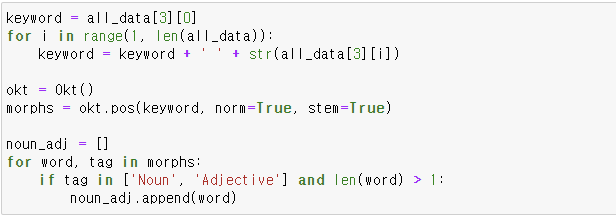 keyword = all_data[3][0]
for i in range(1, len(all_data)):
    keyword = keyword + ' ' + str(all_data[3][i])

okt = Okt()
morphs = okt.pos(keyword, norm=True, stem=True)

noun_adj = []
for word, tag in morphs:
    if tag in ['Noun', 'Adjective'] and len(word) > 1:
        noun_adj.append(word)